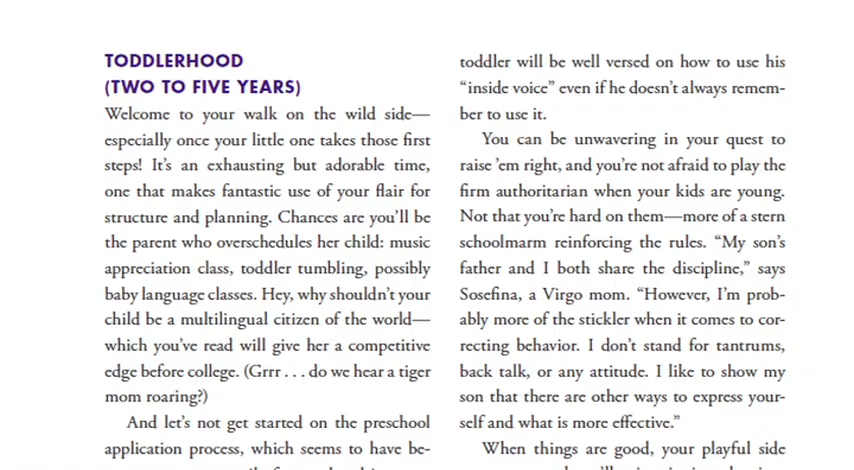 TODDLERHOOD
(TWO TO FIVE YEARS)
Welcome to your walk on the wild side—
especially once your little one takes those first
steps! It’s an exhausting but adorable time,
one that makes fantastic use of your flair for
structure and planning. Chances are you’ll be
the parent who overschedules her child: music
appreciation class, toddler tumbling, possibly
baby language classes. Hey, why shouldn’t your
child be a multilingual citizen of the world—
which you’ve read will give her a competitive
edge before college. (Grrr . . . do we hear a tiger
mom roaring?)
And let’s not get started on the preschool
application process, which seems to have be-
toddler will be well versed on how to use his
“inside voice” even if he doesn’t always remem-
ber to use it.
You can be unwavering in your quest to
raise ’em right, and you’re not afraid to play the
firm authoritarian when your kids are young.
Not that you’re hard on them—more of a stern
schoolmarm reinforcing the rules. “My son’s
father and I both share the discipline,” says
Sosefina, a Virgo mom. “However, I’m prob-
ably more of the stickler when it comes to cor-
recting behavior. I don’t stand for tantrums,
back talk, or any attitude. I like to show my
son that there are other ways to express your-
self and what is more effective.”
When things are good, your playful side